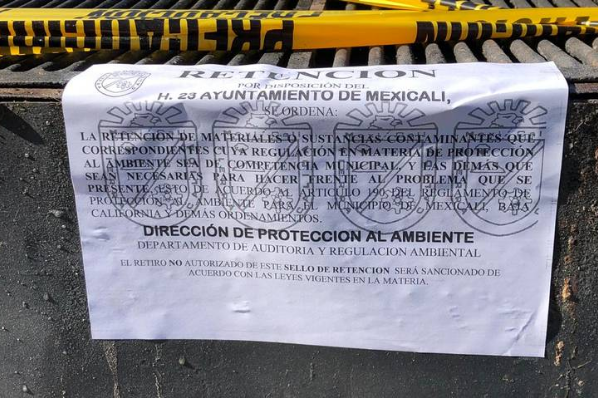 PRECAUCION
RETENCION
POR DISPOSICION DEL
H. 23 AYUNTAMIENTO DE MEXICALI,
SE ORDENA:
LA RETENCION DE MATERIALES O SUSTANCIAS CONTAMINANTES QUE
CORRESPONDIENTES CUYA REGULACION EN MATERIA DE PROTECCIÓN
AL AMBIENTE SEA DE COMPETENCIA MUNICIPAL, Y LAS DEMÁS QUE
SEAN NECESARIAS PARA HACER FRENTE AL PROBLEMA QUE SE
PRESENTE, ESTO DE ACUERDO AL ARTICULO 190 DEL REGLAMENTO DE
PROTECCION AL AMBIENTE PARA EL MUNICIPIO DE MEXICALI, BAJA
CALIFORNIA Y DEMÁS ORDENAMIENTOS.
DIRECCIÓN DE PROTECCION AL AMBIENTE
DEPARTAMENTO DE AUDITORIA Y REGULACION AMBIENTAL
EL RETIRO NO AUTORIZADO DE ESTE SELLO DE RETENCION SERÁ SANCIONADO DE
ACUERDO CON LAS LEYES VIGENTES EN LA MATERIA.